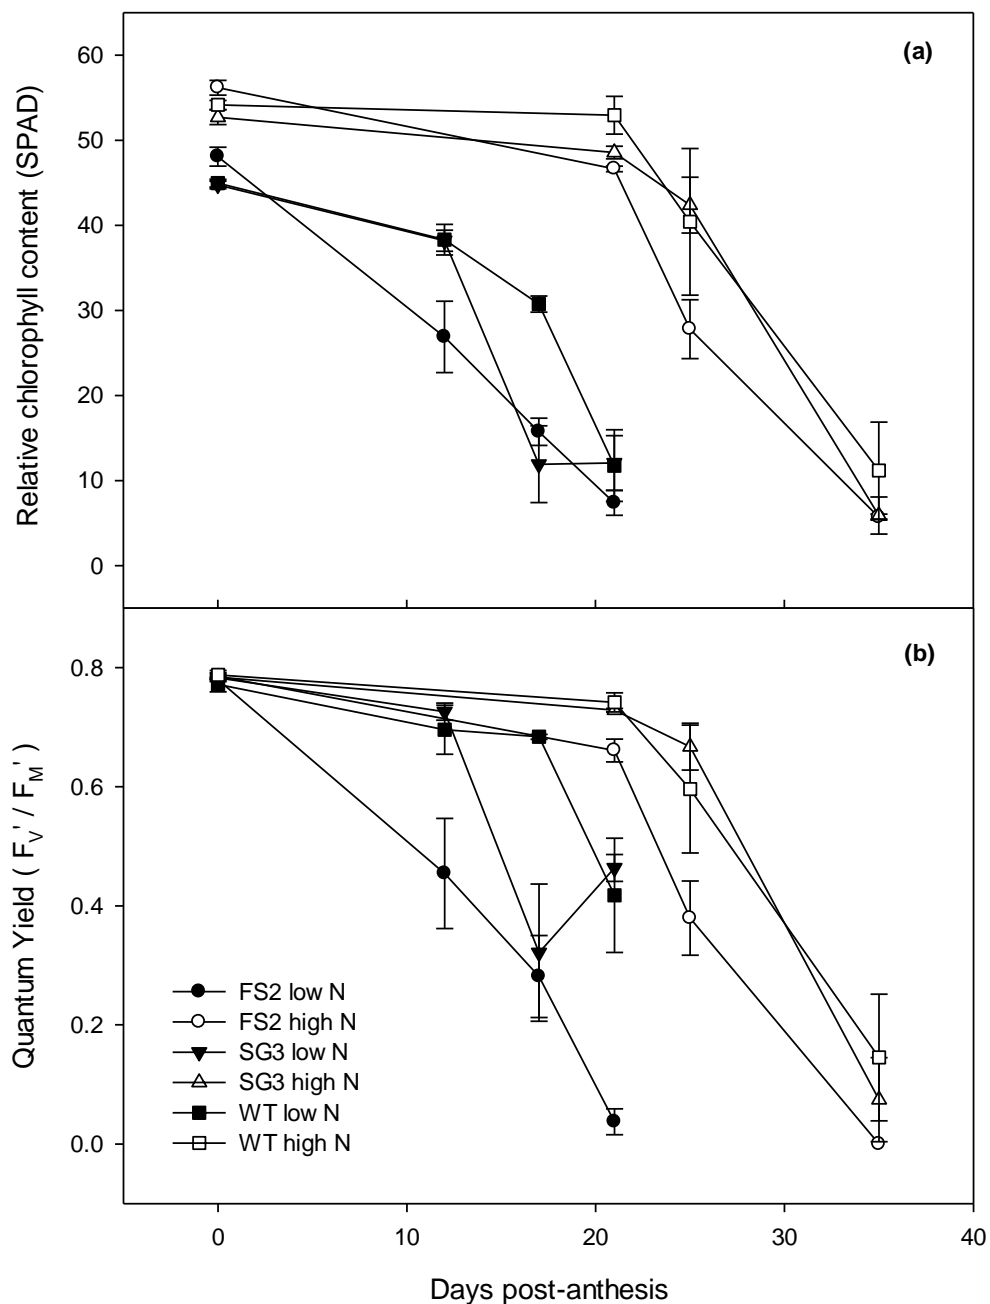 (a)
Relative chlorophyll content (SPAD)
60
50
40
30
20
10
0
(b)
Quantum Yield ( FV' / FM' )
0.8
0.6
0.4
0.2
0.0
FS2 low N
FS2 high N
SG3 low N
SG3 high N
WT low N
WT high N
0 10 20 30 40
Days post-anthesis